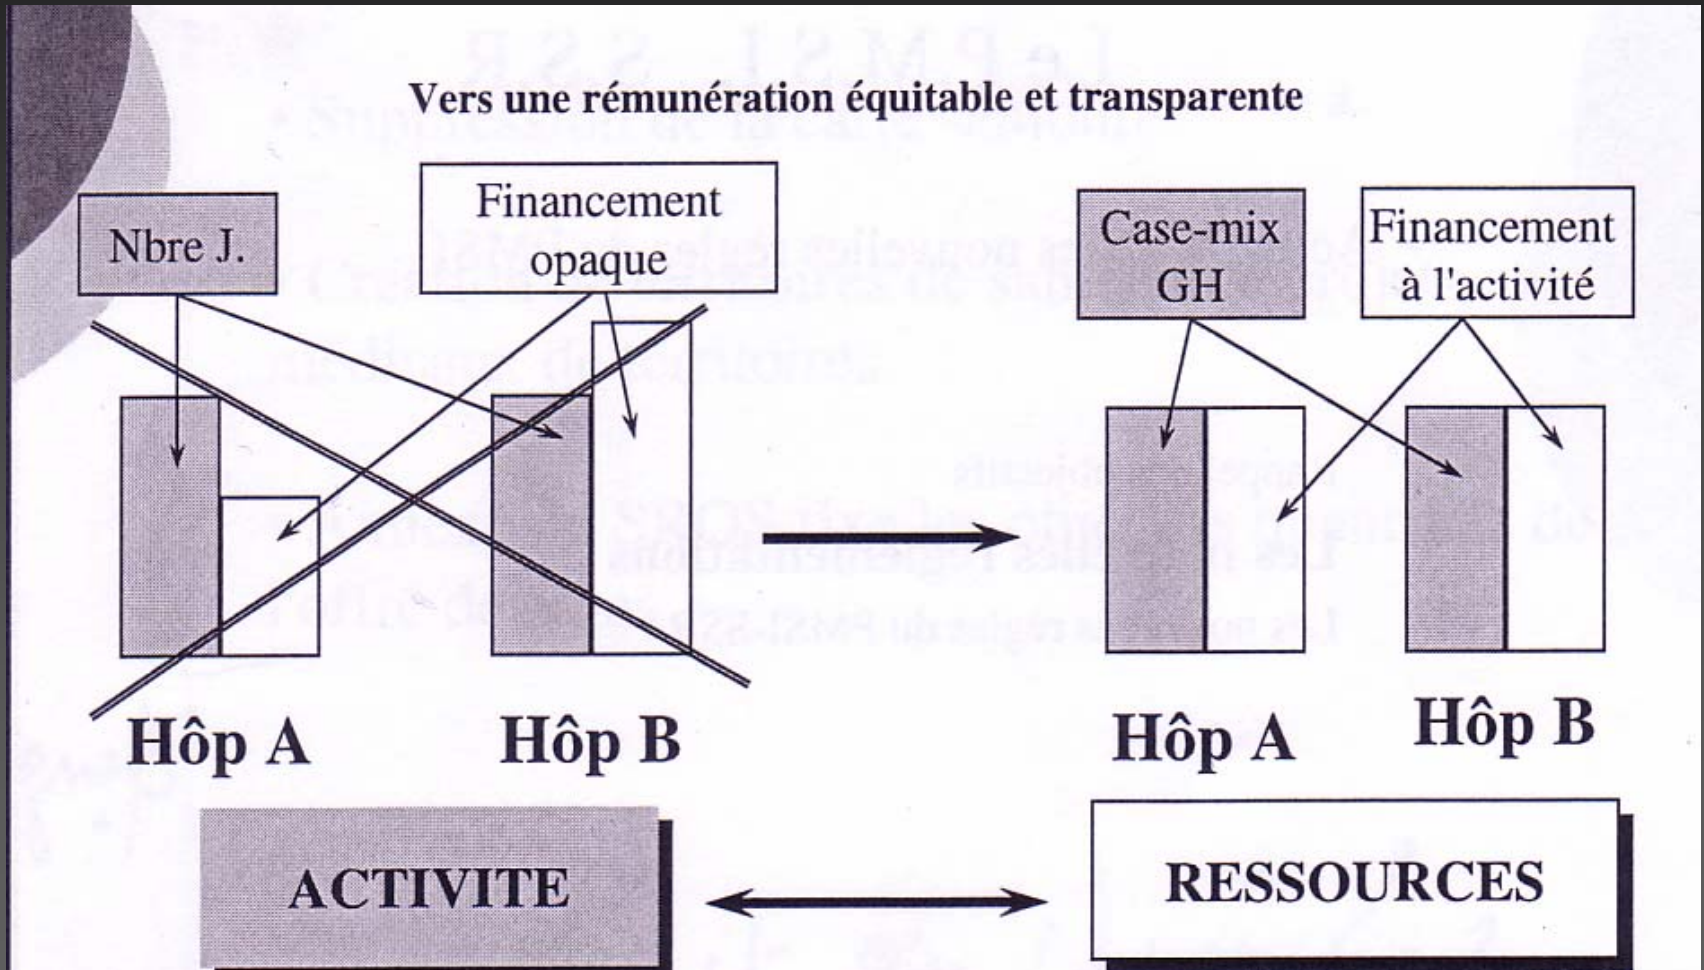 Vers une rémunération équitable et transparente
Nbre J.
Financement
opaque
Case-mix
GH
Financement
à l'activité
Hôp A
Hôp B
Hôp A
Hôp B
ACTIVITE
RESSOURCES